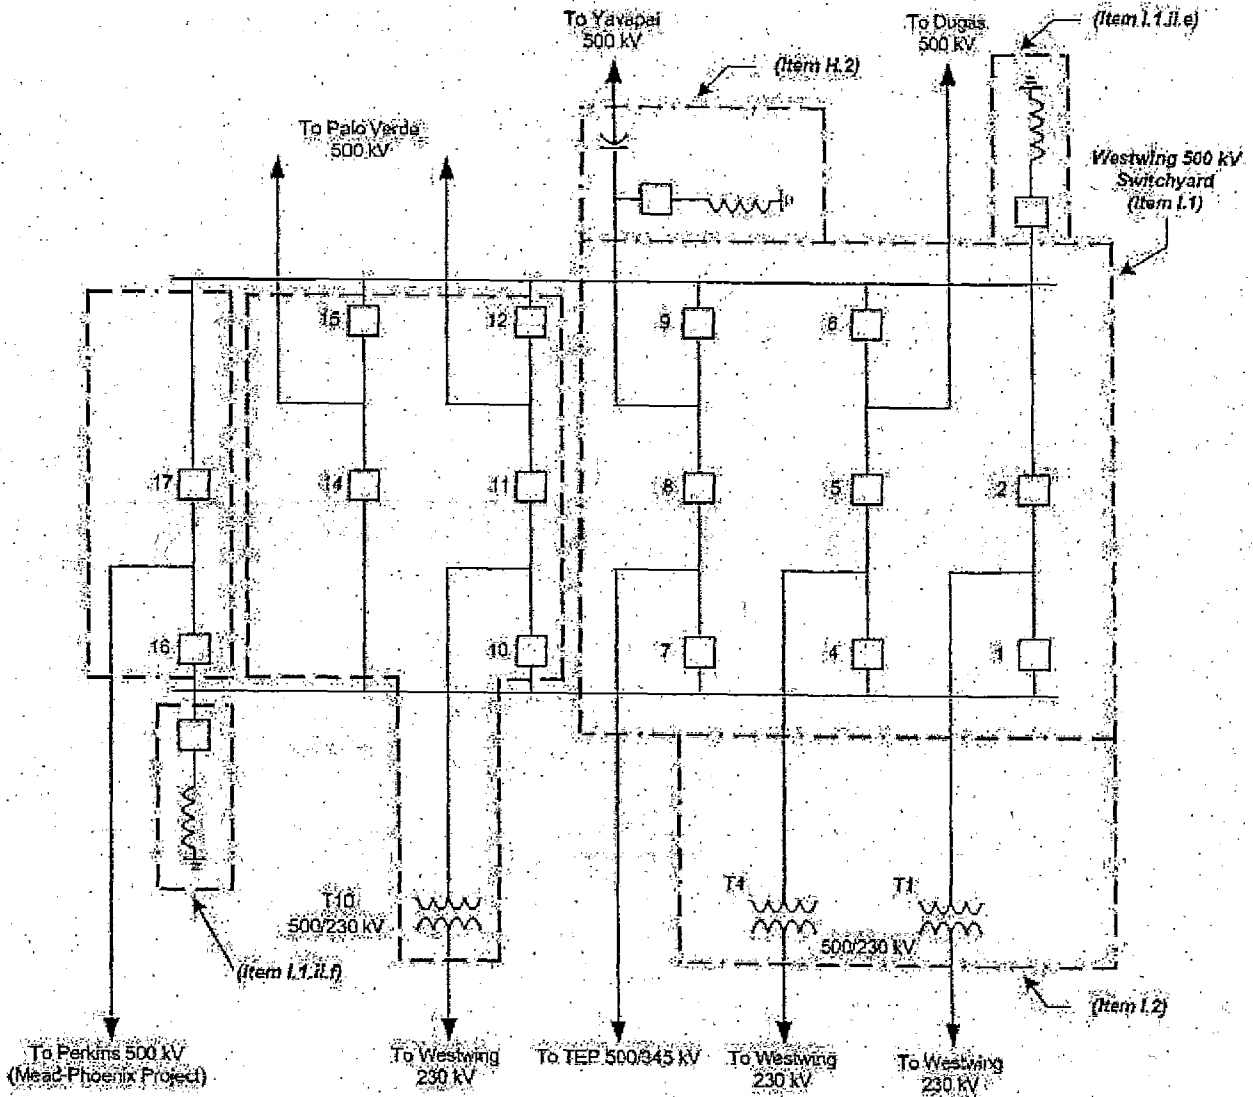 To Yavapai
500 kV
To Dugas
500 kV
(Item I.1.ii.e)
(Item H.2)
To Palo Verde
500 kV
Westwing 500 kV
Switchyard
(Item I.1)
15
12
9
6
17
14
11
8
5
2
16
10
7
4
1
T10
500/230 kV
T4
T1
500/230 kV
(Item I.1.ii.f)
(Item I.2)
To Perkins 500 kV
(Mead-Phoenix Project)
To Westwing
230 kV
To TEP 500/345 kV
To Westwing
230 kV
To Westwing
230 kV